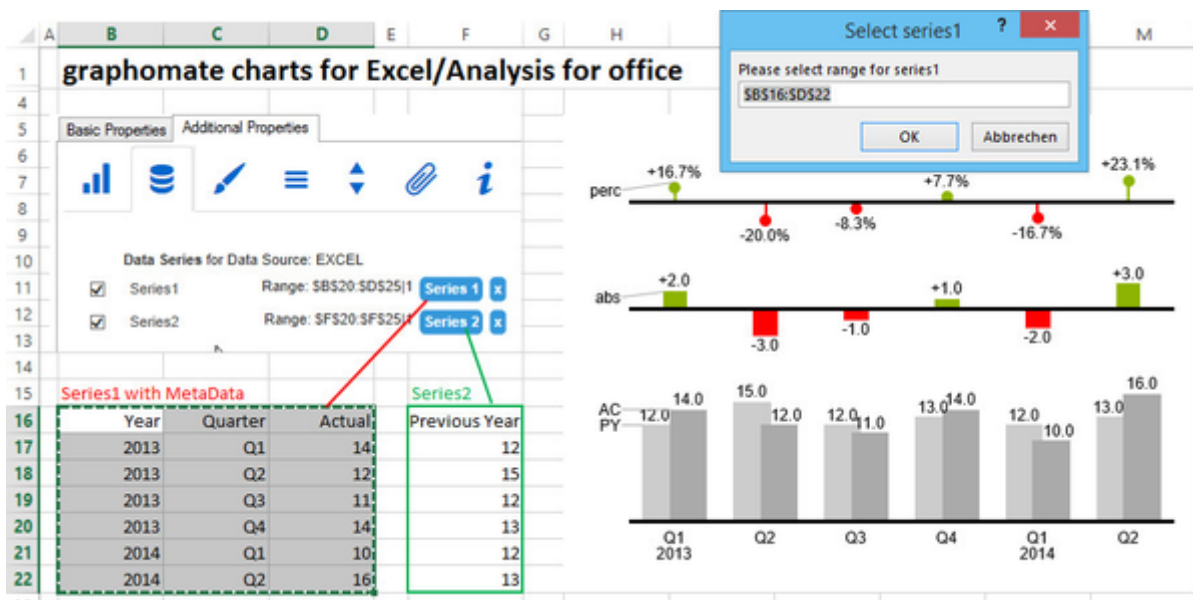 A B C D E F G H M
Select series1 ? ×
Please select range for series1
$B$16:$D$22
OK Abbrechen
1 graphomate charts for Excel/Analysis for office
4
5 Basic Properties Additional Properties
6
7
8
9
10 Data Series for Data Source: EXCEL
11 Series1 Range: $B$20:$D$25|1 Series 1 x
12 Series2 Range: $F$20:$F$25|1 Series 2 x
13
14
15 Series1 with MetaData Series2
16 Year Quarter Actual Previous Year
17 2013 Q1 14 12
18 2013 Q2 12 15
19 2013 Q3 11 12
20 2013 Q4 14 13
21 2014 Q1 10 12
22 2014 Q2 16 13
perc +16.7% -20.0% -8.3% +7.7% -16.7% +23.1%
abs +2.0 -3.0 -1.0 +1.0 -2.0 +3.0
AC 14.0 12.0 11.0 14.0 10.0 16.0
PY 12.0 15.0 12.0 13.0 12.0 13.0
Q1 Q2 Q3 Q4 Q1 Q2
2013 2014